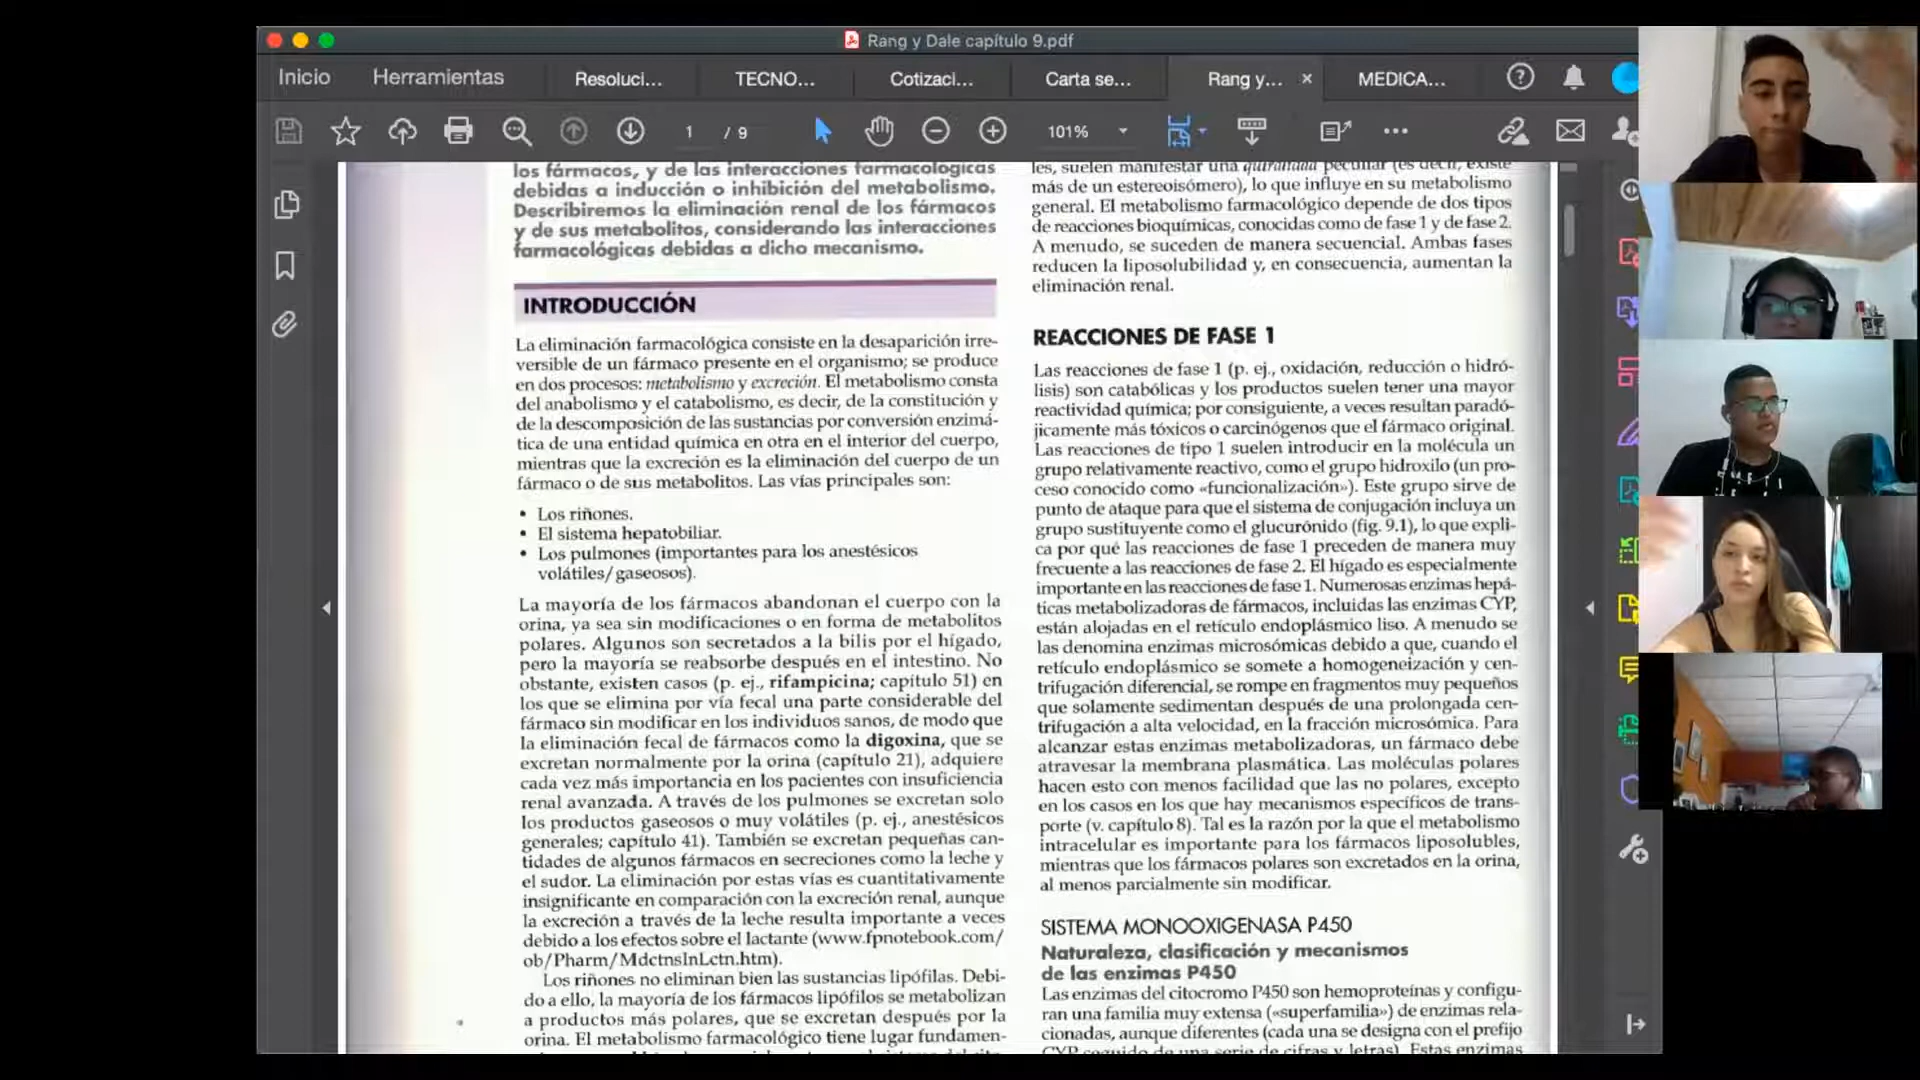 Rang y Dale capítulo 9.pdf
Inicio
Herramientas
Resoluci...
TECNO...
Cotizaci...
Carta se...
Rang y...
MEDICA...
1 / 9
101%
los fármacos, y de las interacciones farmacológicas
debidas a inducción o inhibición del metabolismo.
Describiremos la eliminación renal de los fármacos
y de sus metabolitos, considerando las interacciones
farmacológicas debidas a dicho mecanismo.
INTRODUCCIÓN
La eliminación farmacológica consiste en la desaparición irre-
versible de un fármaco presente en el organismo; se produce
en dos procesos: metabolismo y excreción. El metabolismo consta
del anabolismo y el catabolismo, es decir, de la constitución y
de la descomposición de las sustancias por conversión enzimá-
tica de una entidad química en otra en el interior del cuerpo,
mientras que la excreción es la eliminación del cuerpo de un
fármaco o de sus metabolitos. Las vías principales son:
• Los riñones.
• El sistema hepatobiliar.
• Los pulmones (importantes para los anestésicos
volátiles/gaseosos).
La mayoría de los fármacos abandonan el cuerpo con la
orina, ya sea sin modificaciones o en forma de metabolitos
polares. Algunos son secretados a la bilis por el hígado,
pero la mayoría se reabsorbe después en el intestino. No
obstante, existen casos (p. ej., rifampicina; capítulo 51) en
los que se elimina por vía fecal una parte considerable del
fármaco sin modificar en los individuos sanos, de modo que
la eliminación fecal de fármacos como la digoxina, que se
excretan normalmente por la orina (capítulo 21), adquiere
cada vez más importancia en los pacientes con insuficiencia
renal avanzada. A través de los pulmones se excretan solo
los productos gaseosos o muy volátiles (p. ej., anestésicos
generales; capítulo 41). También se excretan pequeñas can-
tidades de algunos fármacos en secreciones como la leche y
el sudor. La eliminación por estas vías es cuantitativamente
insignificante en comparación con la excreción renal, aunque
la excreción a través de la leche resulta importante a veces
debido a los efectos sobre el lactante (www.fpnotebook.com/
ob/Pharm/MdctnsInLctn.htm).
Los riñones no eliminan bien las sustancias lipófilas. Debi-
do a ello, la mayoría de los fármacos lipófilos se metabolizan
a productos más polares, que se excretan después por la
orina. El metabolismo farmacológico tiene lugar fundamen-
les, suelen manifestar una quiralidad peculiar (es decir, existe
más de un estereoisómero), lo que influye en su metabolismo
general. El metabolismo farmacológico depende de dos tipos
de reacciones bioquímicas, conocidas como de fase 1 y de fase 2.
A menudo, se suceden de manera secuencial. Ambas fases
reducen la liposolubilidad y, en consecuencia, aumentan la
eliminación renal.
REACCIONES DE FASE 1
Las reacciones de fase 1 (p. ej., oxidación, reducción o hidró-
lisis) son catabólicas y los productos suelen tener una mayor
reactividad química; por consiguiente, a veces resultan paradó-
jicamente más tóxicos o carcinógenos que el fármaco original.
Las reacciones de tipo 1 suelen introducir en la molécula un
grupo relativamente reactivo, como el grupo hidroxilo (un pro-
ceso conocido como «funcionalización»). Este grupo sirve de
punto de ataque para que el sistema de conjugación incluya un
grupo sustituyente como el glucurónido (fig. 9.1), lo que expli-
ca por qué las reacciones de fase 1 preceden de manera muy
frecuente a las reacciones de fase 2. El hígado es especialmente
importante en las reacciones de fase 1. Numerosas enzimas hepá-
ticas metabolizadoras de fármacos, incluidas las enzimas CYP,
están alojadas en el retículo endoplásmico liso. A menudo se
las denomina enzimas microsómicas debido a que, cuando el
retículo endoplásmico se somete a homogeneización y cen-
trifugación diferencial, se rompe en fragmentos muy pequeños
que solamente sedimentan después de una prolongada cen-
trifugación a alta velocidad, en la fracción microsómica. Para
alcanzar estas enzimas metabolizadoras, un fármaco debe
atravesar la membrana plasmática. Las moléculas polares
hacen esto con menos facilidad que las no polares, excepto
en los casos en los que hay mecanismos específicos de trans-
porte (v. capítulo 8). Tal es la razón por la que el metabolismo
intracelular es importante para los fármacos liposolubles,
mientras que los fármacos polares son excretados en la orina,
al menos parcialmente sin modificar.
SISTEMA MONOOXIGENASA P450
Naturaleza, clasificación y mecanismos
de las enzimas P450
Las enzimas del citocromo P450 son hemoproteínas y configu-
ran una familia muy extensa («superfamilia») de enzimas rela-
cionadas, aunque diferentes (cada una se designa con el prefijo
CYP seguido de una serie de cifras y letras). Estas enzimas